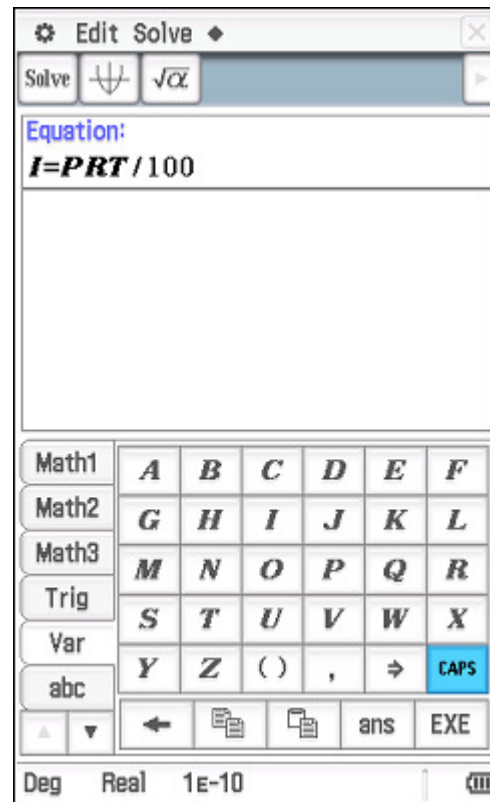 Edit Solve
Solve √α
Equation:
I=PRT/100
Math1 A B C D E F
Math2 G H I J K L
Math3 M N O P Q R
Trig S T U V W X
Var Y Z ( ) , ⇒ CAPS
abc ans EXE
Deg Real 1E-10